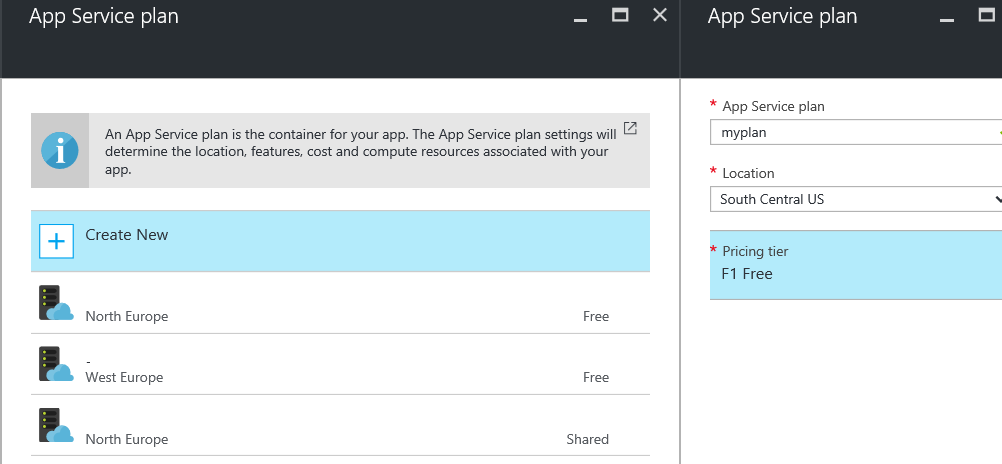 App Service plan
An App Service plan is the container for your app. The App Service plan settings will
determine the location, features, cost and compute resources associated with your
app.
Create New
North Europe Free
-
West Europe Free
North Europe Shared
App Service plan
* App Service plan
myplan
* Location
South Central US
* Pricing tier
F1 Free